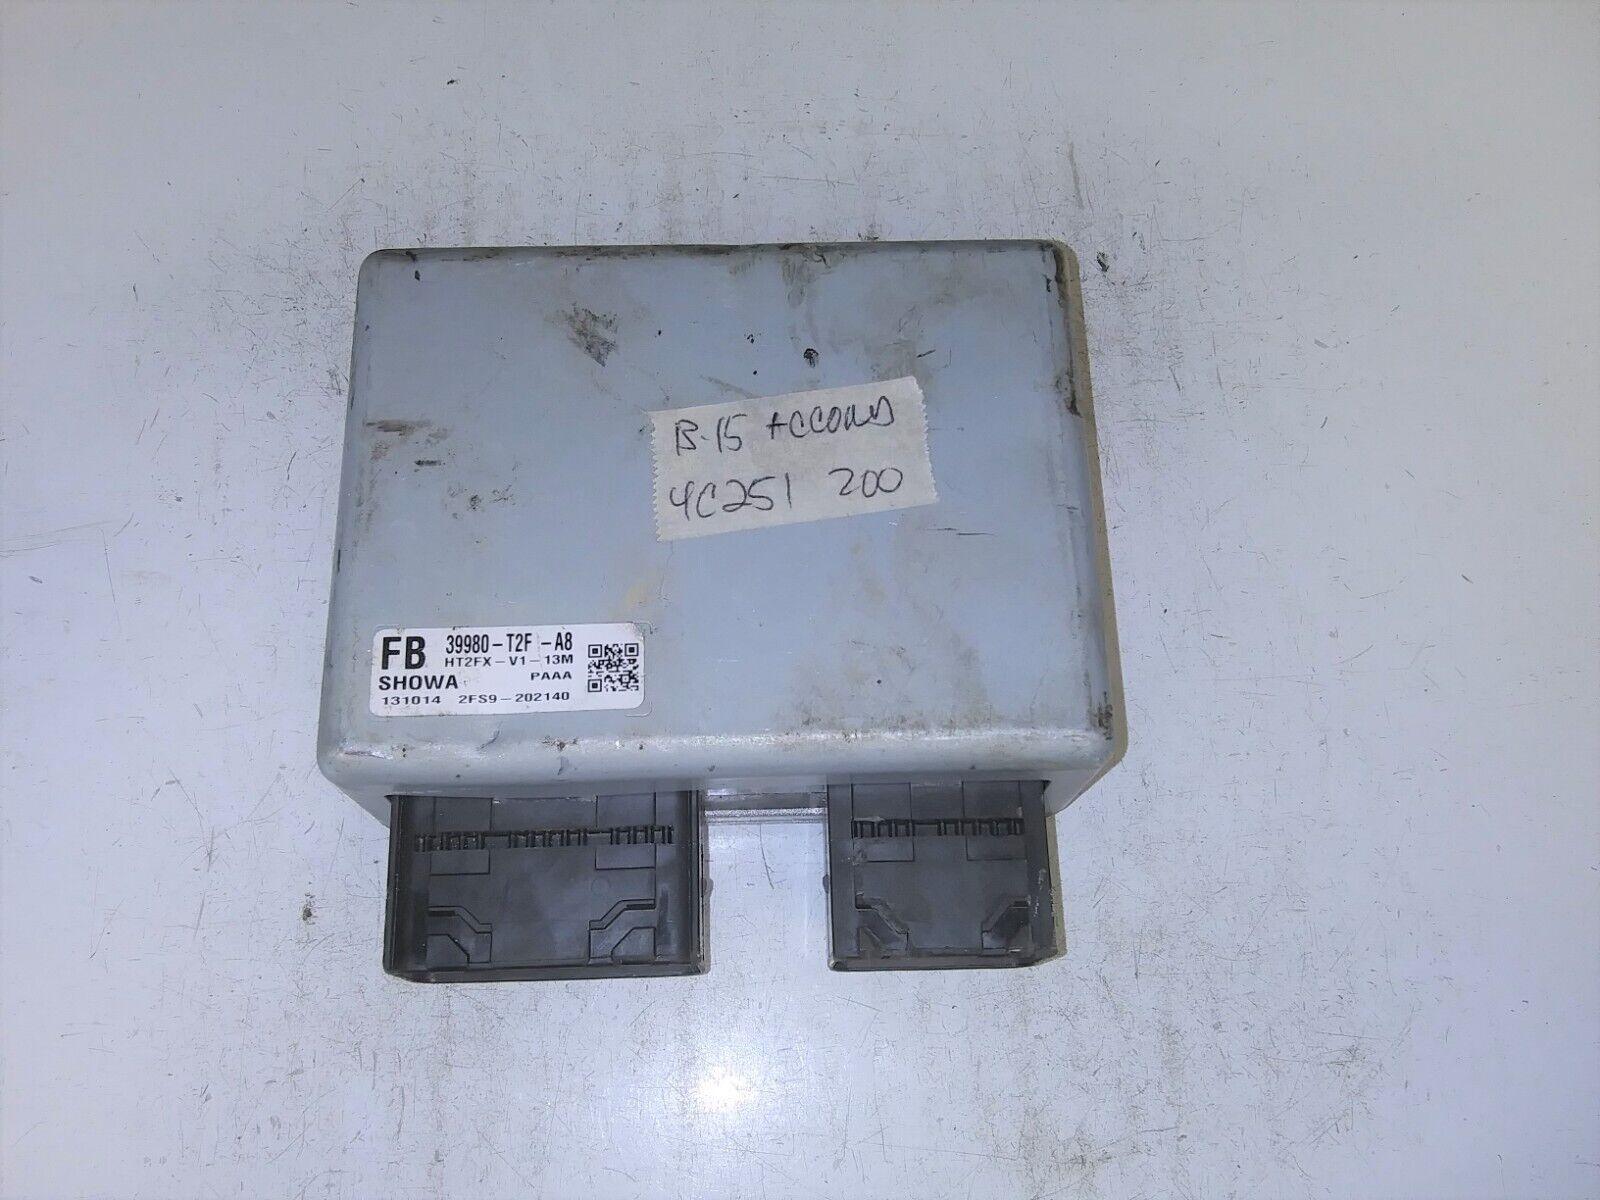 B-15 ACCORD
4C251 200
FB 39980-T2F -A8
HT2FX-V1-13M
SHOWA PAAA
131014 2FS9-202140